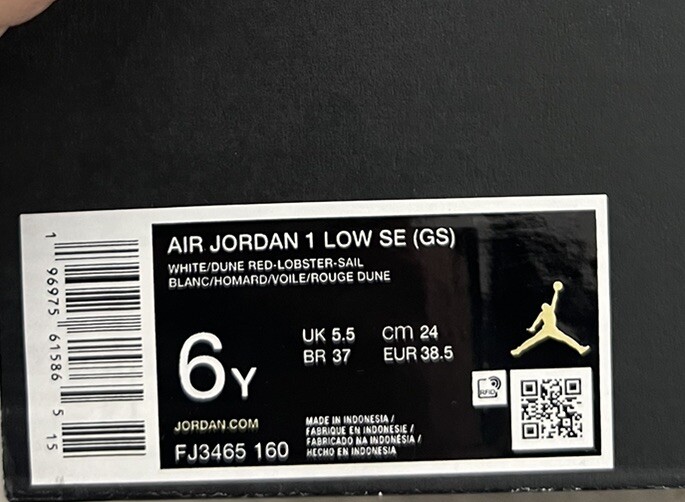 AIR JORDAN 1 LOW SE (GS)
WHITE/DUNE RED-LOBSTER-SAIL
BLANC/HOMARD/VOILE/ROUGE DUNE
6Y
UK 5.5 cm 24
BR 37 EUR 38.5
RFID
JORDAN.COM
FJ3465 160
MADE IN INDONESIA /
FABRIQUE EN INDONESIE /
FABRICADO NA INDONÉSIA /
HECHO EN INDONESIA
1 96975 61586 5 15